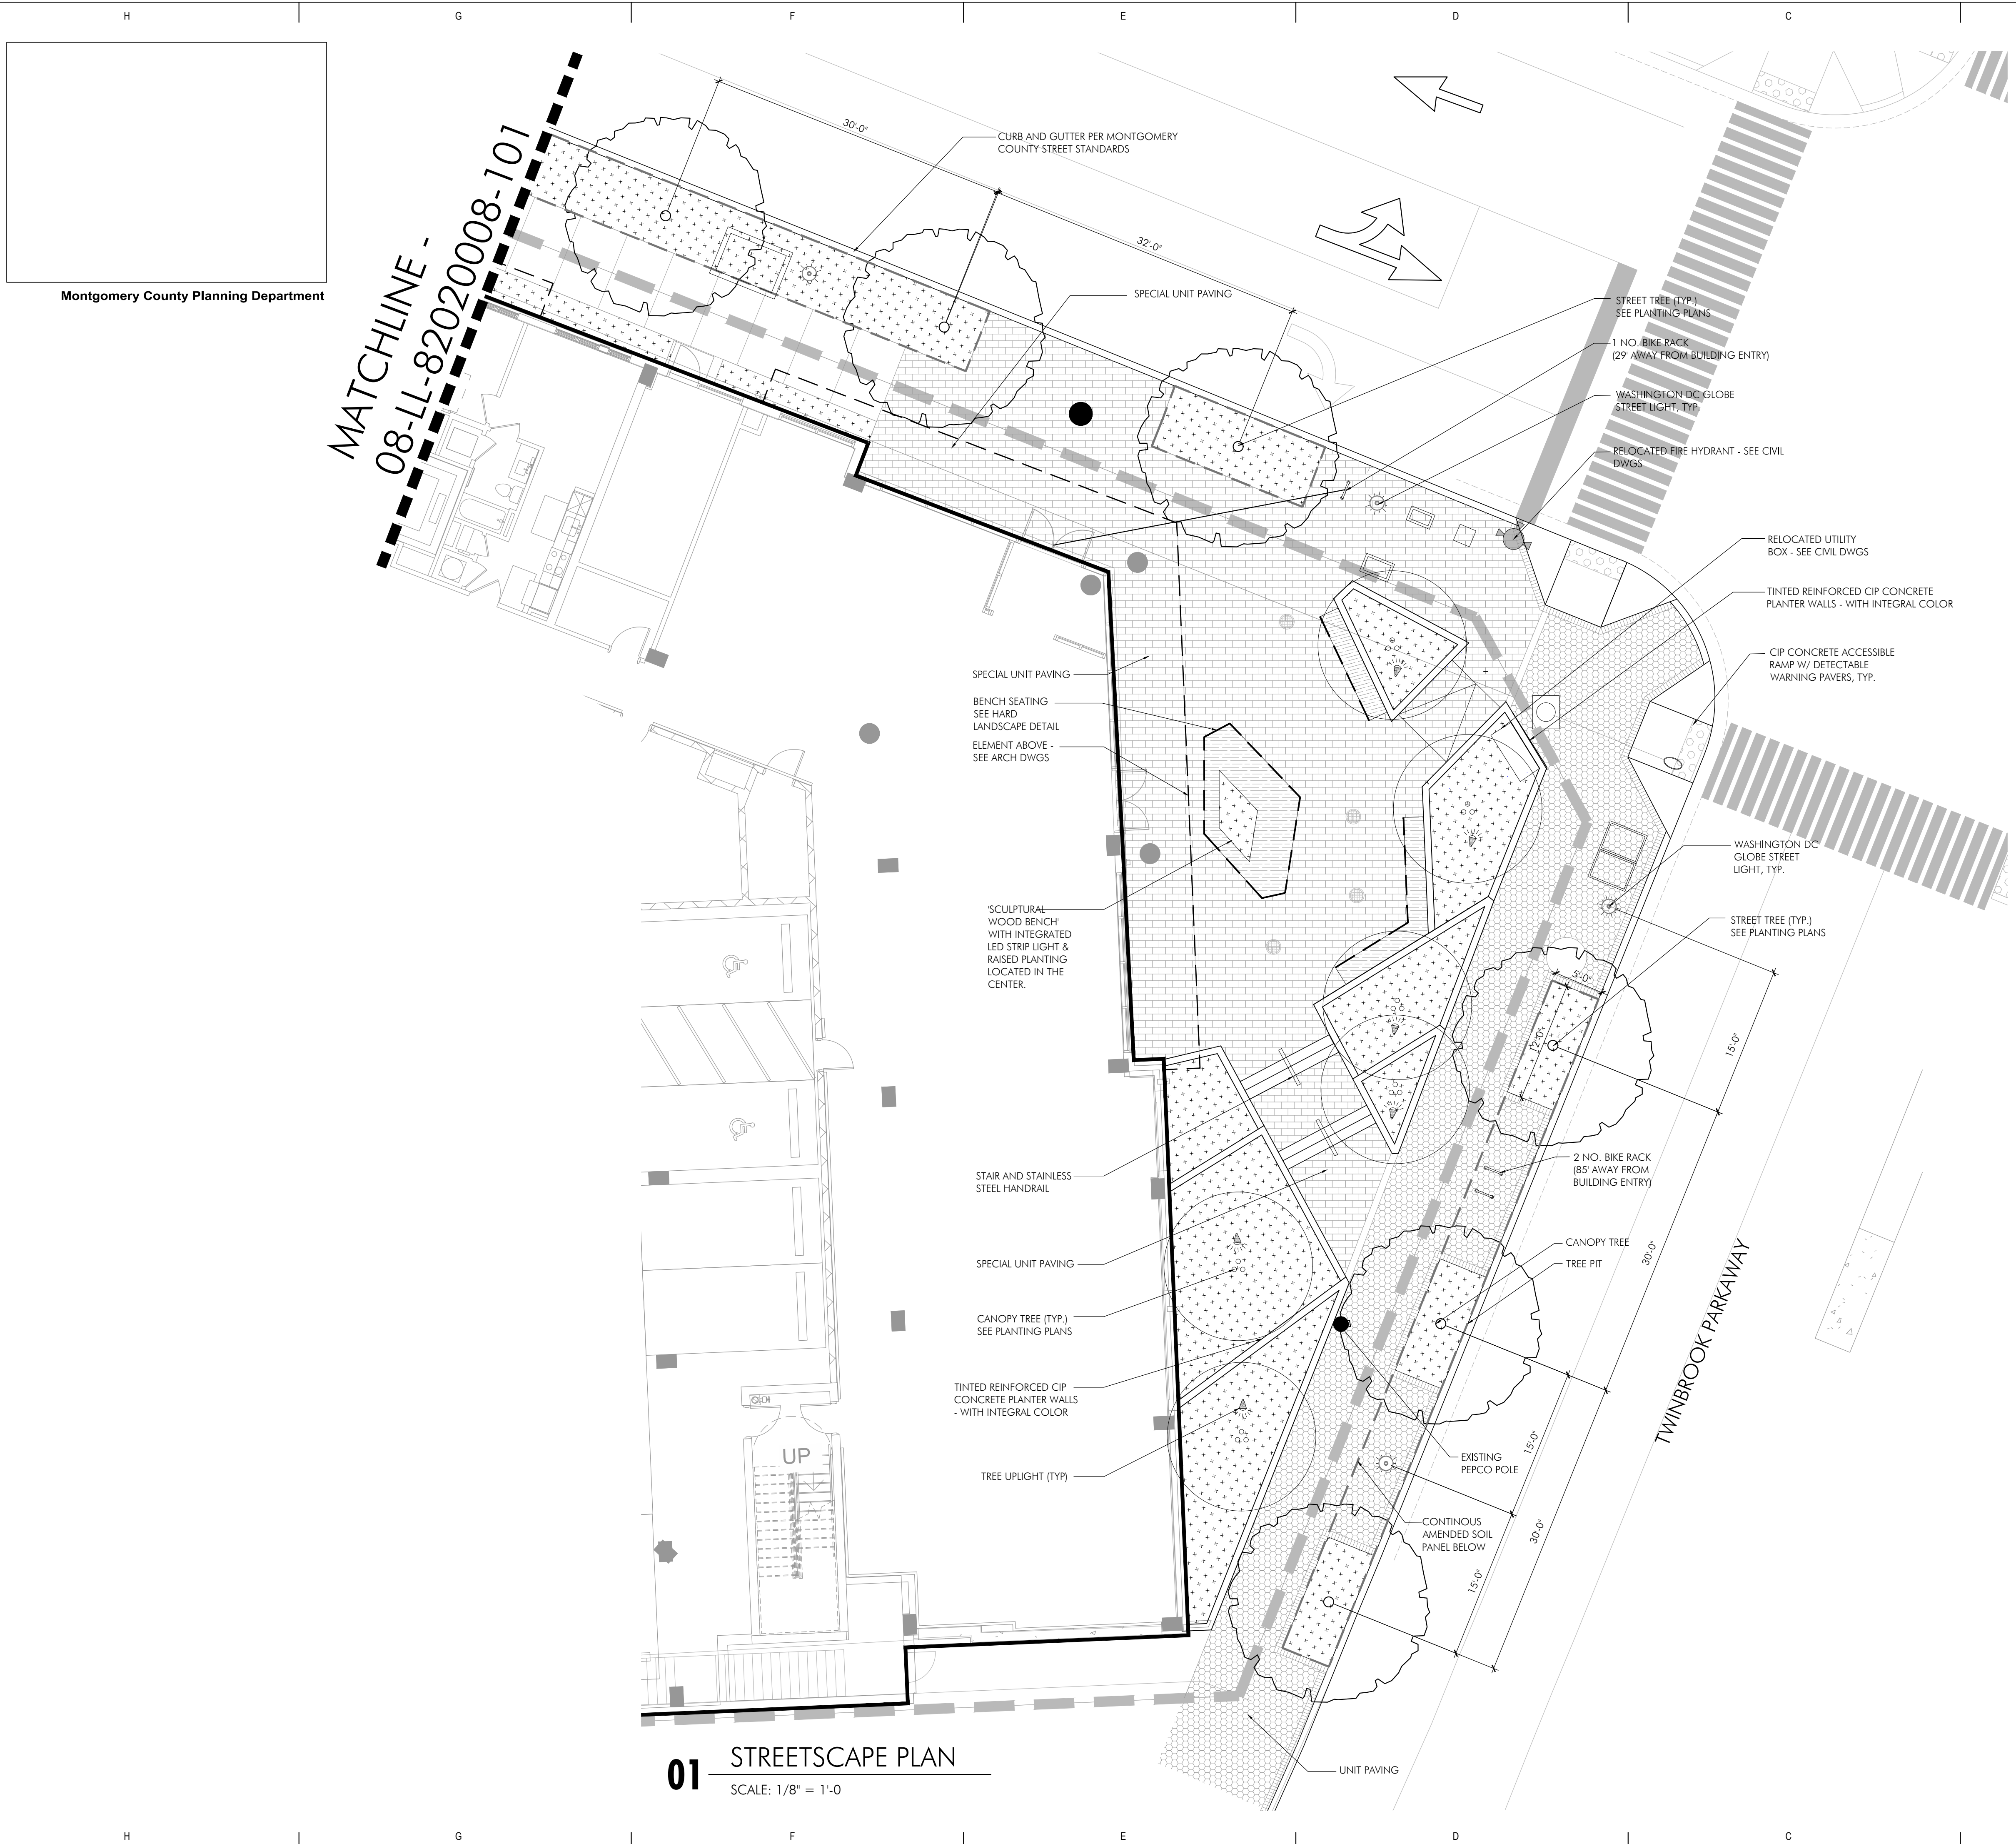 H
G
F
E
D
C
Montgomery County Planning Department
MATCHLINE -
08-LL-820200008-101
30'-0"
CURB AND GUTTER PER MONTGOMERY
COUNTY STREET STANDARDS
32'-0"
SPECIAL UNIT PAVING
STREET TREE (TYP.)
SEE PLANTING PLANS
1 NO. BIKE RACK
(29' AWAY FROM BUILDING ENTRY)
WASHINGTON DC GLOBE
STREET LIGHT, TYP.
RELOCATED FIRE HYDRANT - SEE CIVIL
DWGS
RELOCATED UTILITY
BOX - SEE CIVIL DWGS
TINTED REINFORCED CIP CONCRETE
PLANTER WALLS - WITH INTEGRAL COLOR
CIP CONCRETE ACCESSIBLE
RAMP W/ DETECTABLE
WARNING PAVERS, TYP.
SPECIAL UNIT PAVING
BENCH SEATING
SEE HARD
LANDSCAPE DETAIL
ELEMENT ABOVE -
SEE ARCH DWGS
WASHINGTON DC
GLOBE STREET
LIGHT, TYP.
'SCULPTURAL
WOOD BENCH'
WITH INTEGRATED
LED STRIP LIGHT &
RAISED PLANTING
LOCATED IN THE
CENTER.
STREET TREE (TYP.)
SEE PLANTING PLANS
5'-0"
12'-0"
15'-0"
STAIR AND STAINLESS
STEEL HANDRAIL
2 NO. BIKE RACK
(85' AWAY FROM
BUILDING ENTRY)
SPECIAL UNIT PAVING
CANOPY TREE
TREE PIT
30'-0"
TWINBROOK PARKAWAY
CANOPY TREE (TYP.)
SEE PLANTING PLANS
TINTED REINFORCED CIP
CONCRETE PLANTER WALLS
- WITH INTEGRAL COLOR
UP
TREE UPLIGHT (TYP)
EXISTING
PEPCO POLE
15'-0"
CONTINOUS
AMENDED SOIL
PANEL BELOW
30'-0"
15'-0"
UNIT PAVING
01
STREETSCAPE PLAN
SCALE: 1/8" = 1'-0
H
G
F
E
D
C